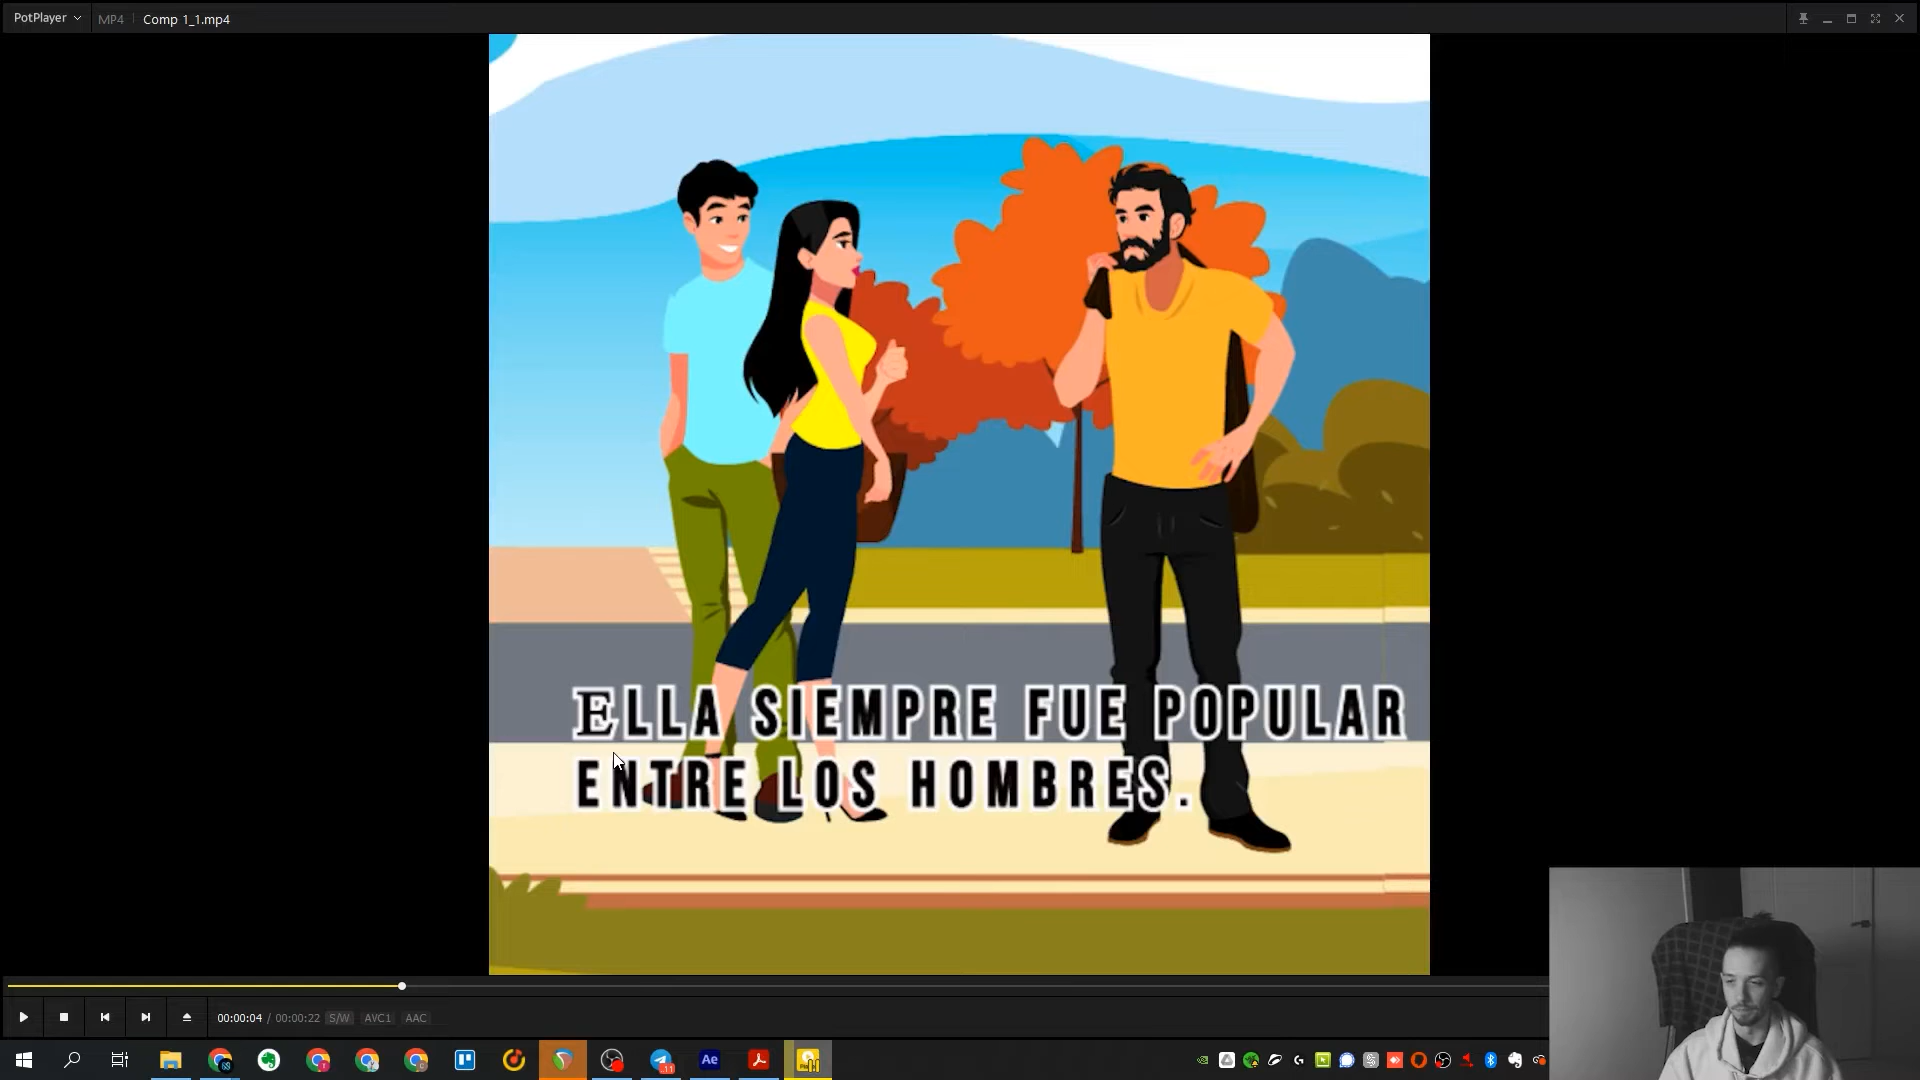 PotPlayer
MP4
Comp 1_1.mp4
ELLA SIEMPRE FUE POPULAR
ENTRE LOS HOMBRES.
00:00:04 / 00:00:22 S/W AVC1 AAC
Ae